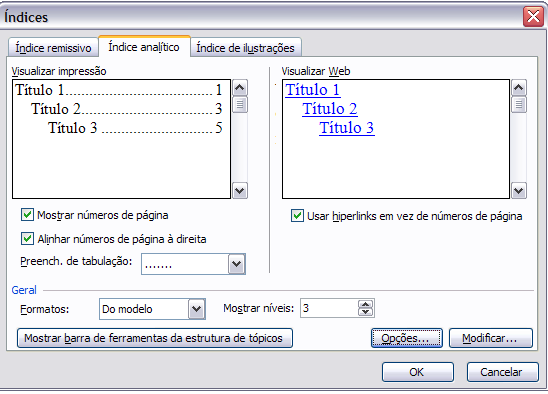 Índices
Índice remissivo
Índice analítico
Índice de ilustrações
Visualizar impressão
Título 1.......................................1
Título 2...................................3
Título 3 ..............................5
Visualizar Web
Título 1
Título 2
Título 3
Mostrar números de página
Alinhar números de página à direita
Preench. de tabulação:
.......
Usar hiperlinks em vez de números de página
Geral
Formatos:
Do modelo
Mostrar níveis:
3
Mostrar barra de ferramentas da estrutura de tópicos
Opções...
Modificar...
OK
Cancelar